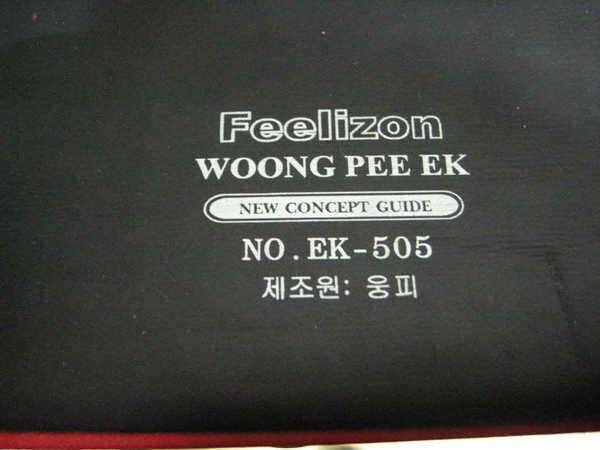 Feelizon
WOONG PEE EK
NEW CONCEPT GUIDE
NO.EK-505
제조원: 웅피